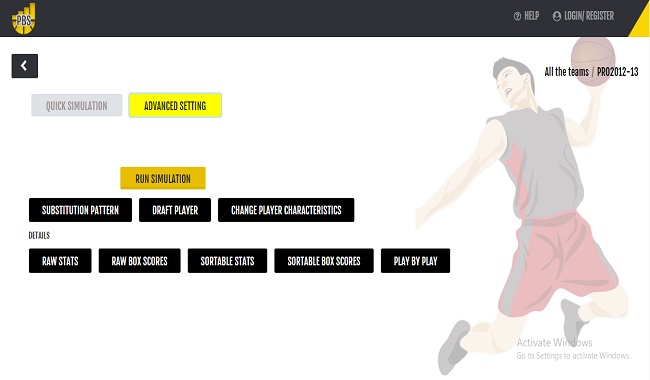 PBS
HELP
LOGIN/ REGISTER
All the teams / PRO2012-13
QUICK SIMULATION
ADVANCED SETTING
RUN SIMULATION
SUBSTITUTION PATTERN
DRAFT PLAYER
CHANGE PLAYER CHARACTERISTICS
DETAILS
RAW STATS
RAW BOX SCORES
SORTABLE STATS
SORTABLE BOX SCORES
PLAY BY PLAY
Activate Windows
Go to Settings to activate Windows.